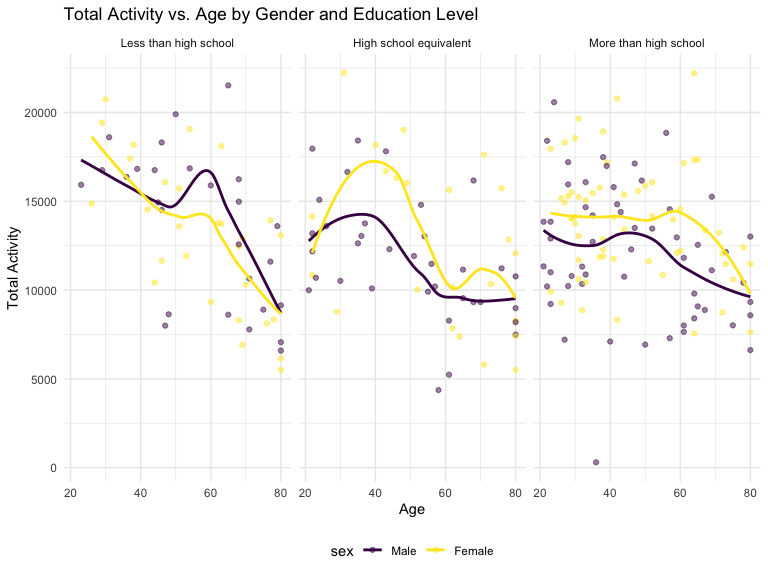 Total Activity vs. Age by Gender and Education Level
Less than high school
High school equivalent
More than high school
Total Activity
20000
15000
10000
5000
0
20 40 60 80
20 40 60 80
20 40 60 80
Age
sex Male Female